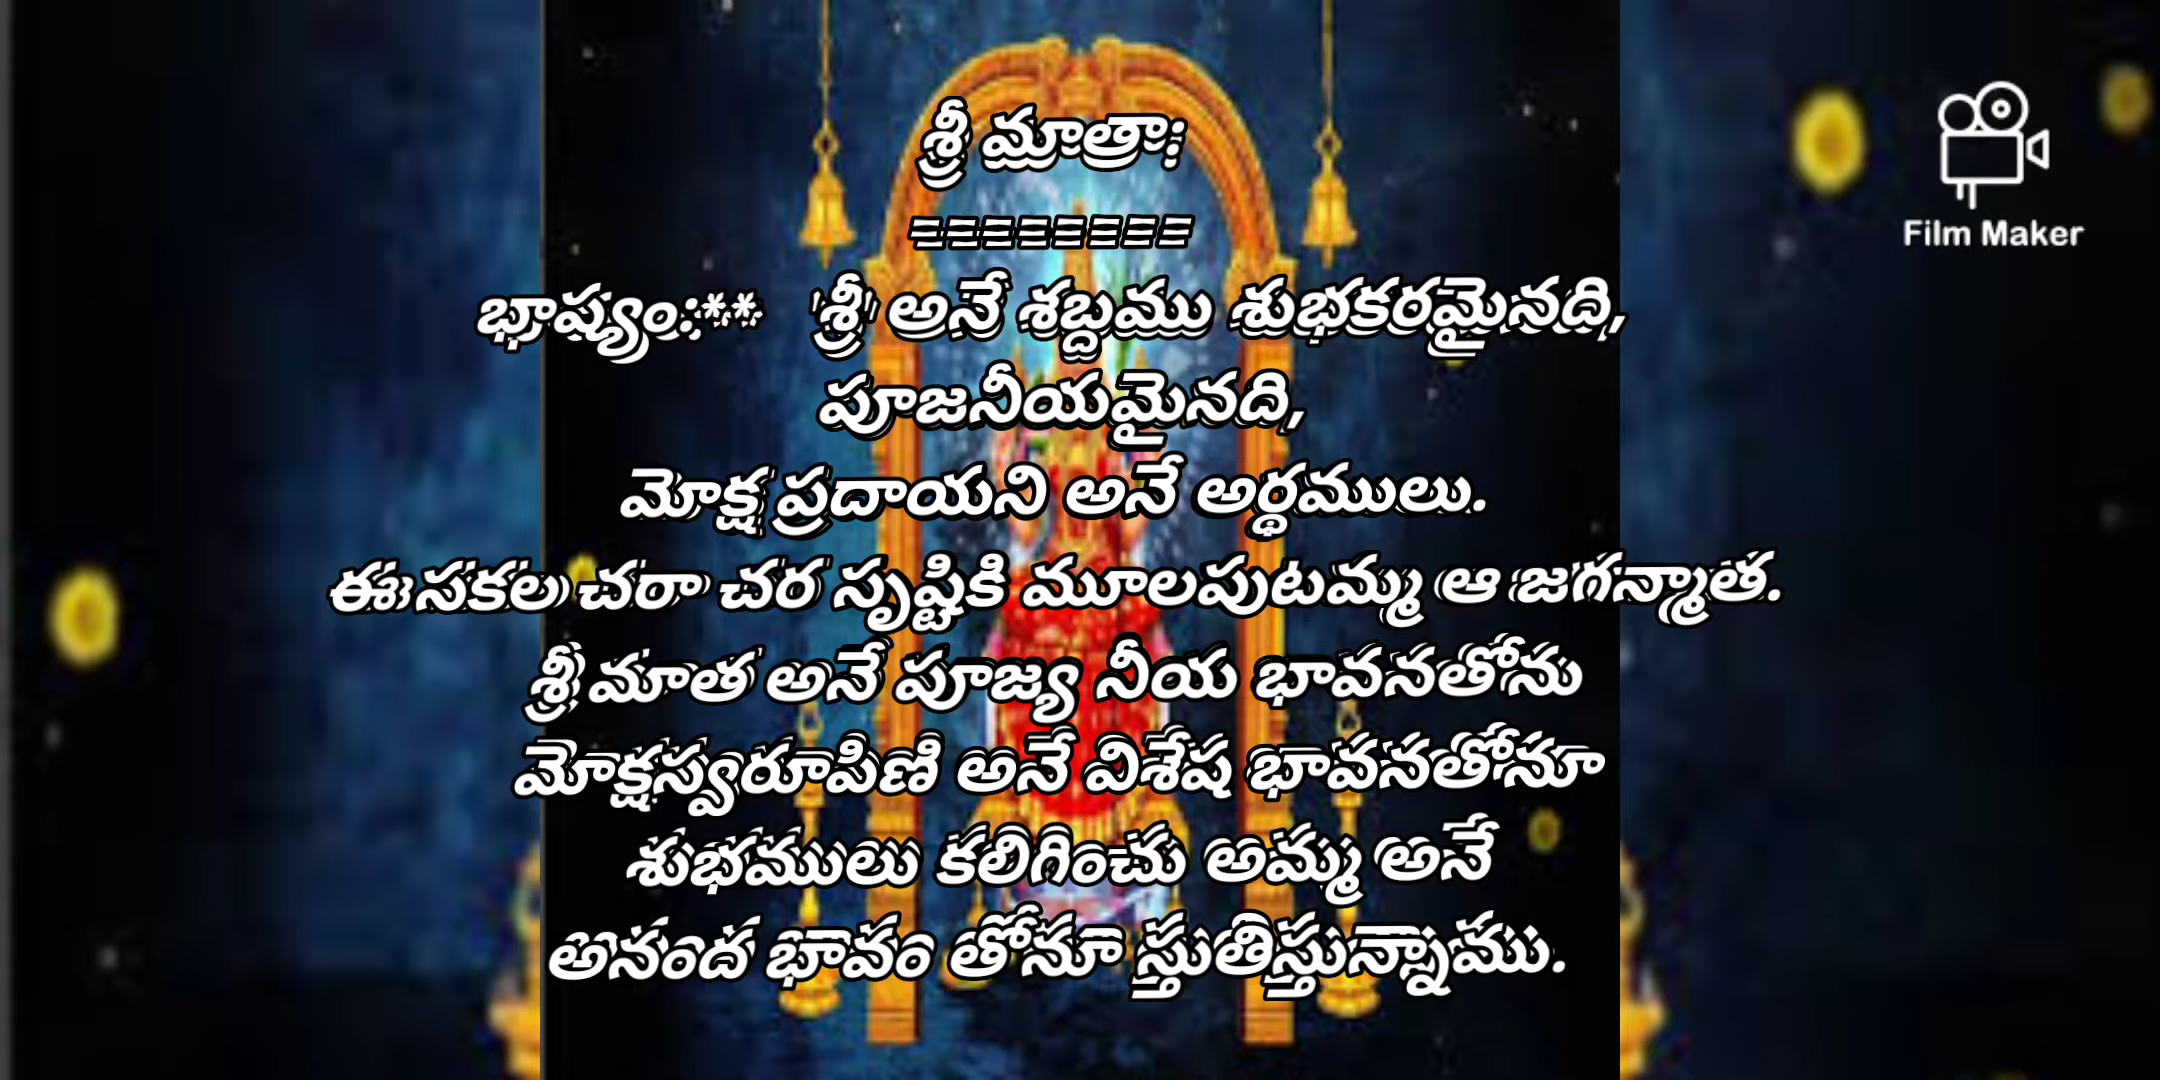 శ్రీ మాత్రా:
========
భాష్యం:** 'శ్రీ' అనే శబ్దము శుభకరమైనది,
పూజనీయమైనది,
మోక్ష ప్రదాయని అనే అర్థములు.
ఈ సకల చరా చర సృష్టికి మూలపుటమ్మ ఆ జగన్మాత.
శ్రీ మాత అనే పూజ్య నీయ భావనతోను
మోక్షస్వరూపిణి అనే విశేష భావనతోనూ
శుభములు కలిగించు అమ్మ అనే
అనంద భావం తోనూ స్తుతిస్తున్నాము.
Film Maker